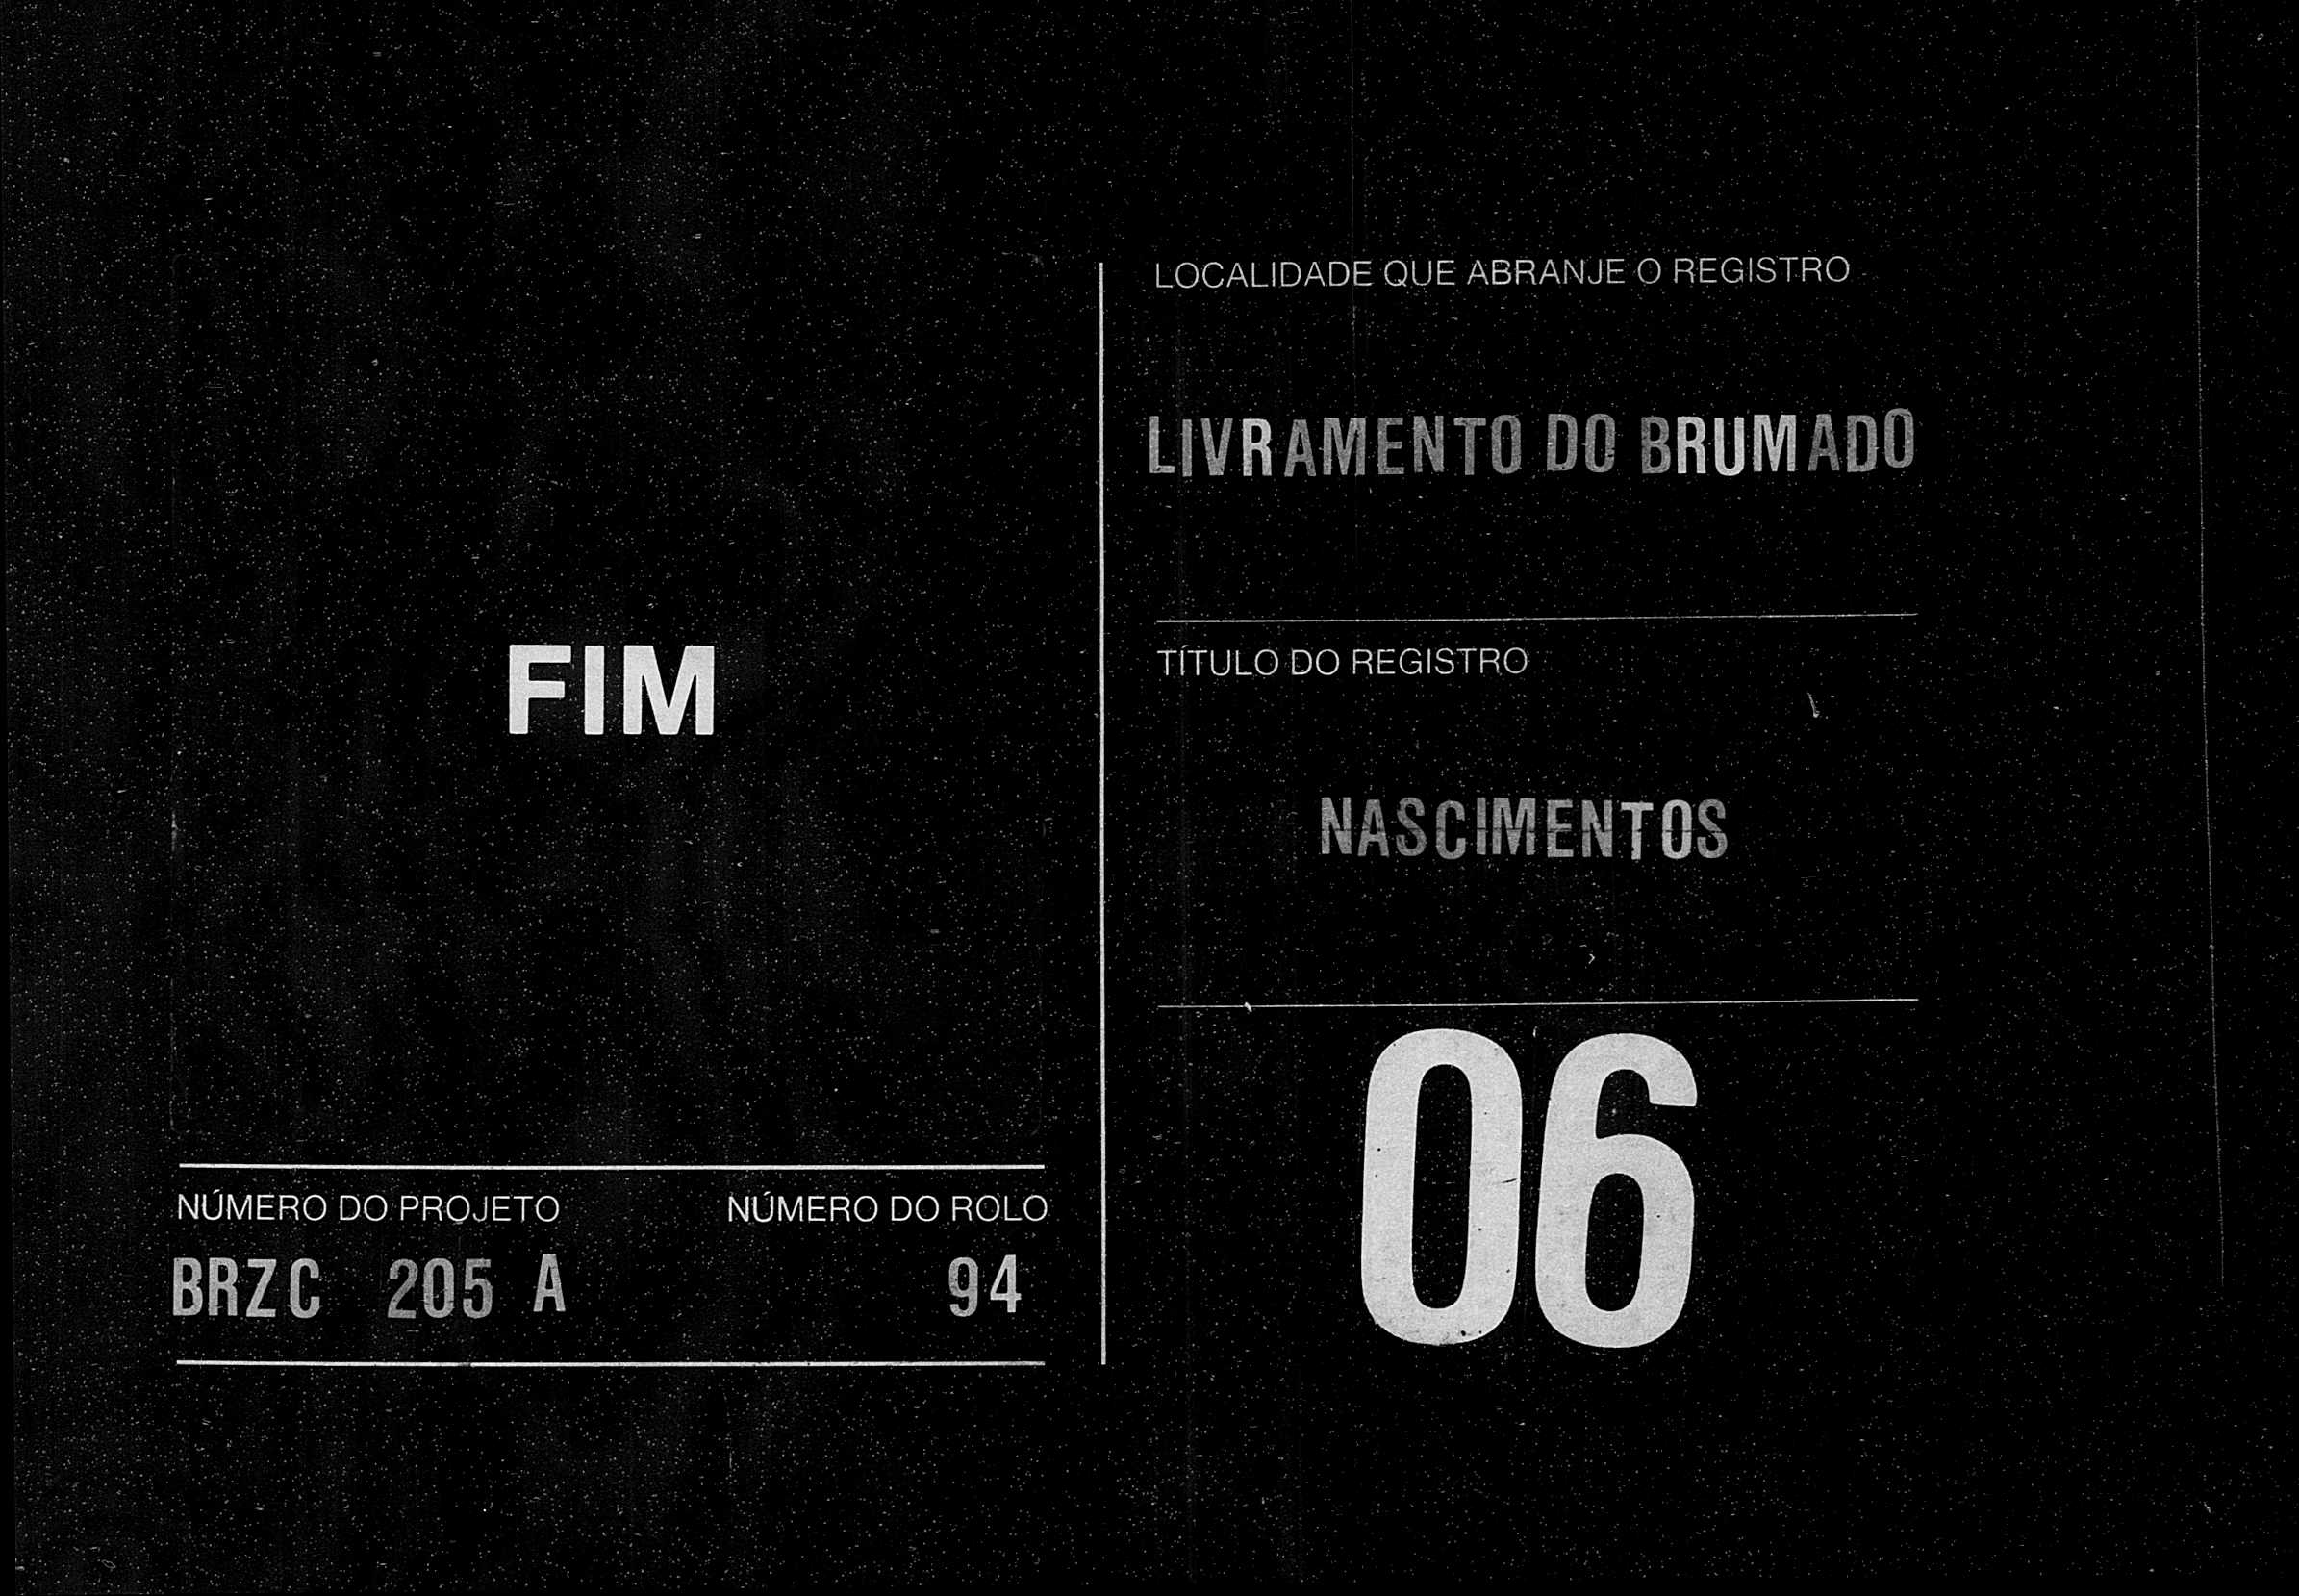 FIM
NÚMERO DO PROJETO
BRZC 205 A
NÚMERO DO ROLO
94
LOCALIDADE QUE ABRANJE O REGISTRO
LIVRAMENTO DO BRUMADO
TÍTULO DO REGISTRO
NASCIMENTOS
06